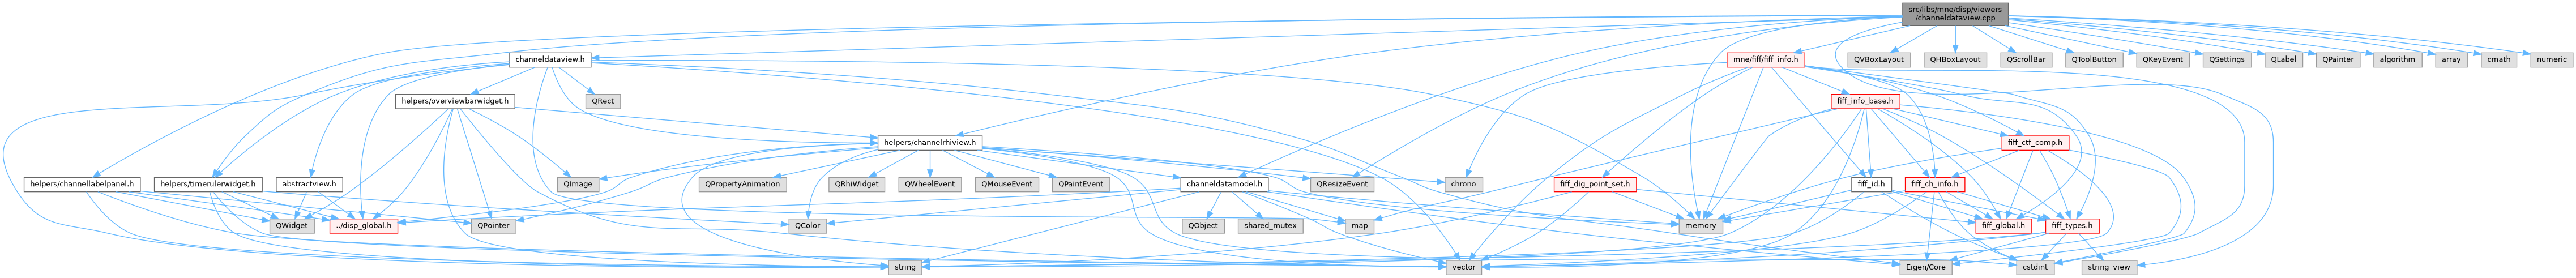 src/libs/mne/disp/viewers
/channeldataview.cpp
channeldataview.h
mne/fiff/fiff_info.h
QVBoxLayout
QHBoxLayout
QScrollBar
QToolButton
QKeyEvent
QSettings
QLabel
QPainter
algorithm
array
cmath
numeric
helpers/overviewbarwidget.h
QRect
fiff_info_base.h
helpers/channelrhiview.h
fiff_ctf_comp.h
helpers/channellabelpanel.h
helpers/timerulerwidget.h
abstractview.h
QImage
QPropertyAnimation
QRhiWidget
QWheelEvent
QMouseEvent
QPaintEvent
channeldatamodel.h
QResizeEvent
chrono
fiff_dig_point_set.h
fiff_id.h
fiff_ch_info.h
QWidget
../disp_global.h
QPointer
QColor
QObject
shared_mutex
map
memory
fiff_global.h
fiff_types.h
string
vector
Eigen/Core
cstdint
string_view